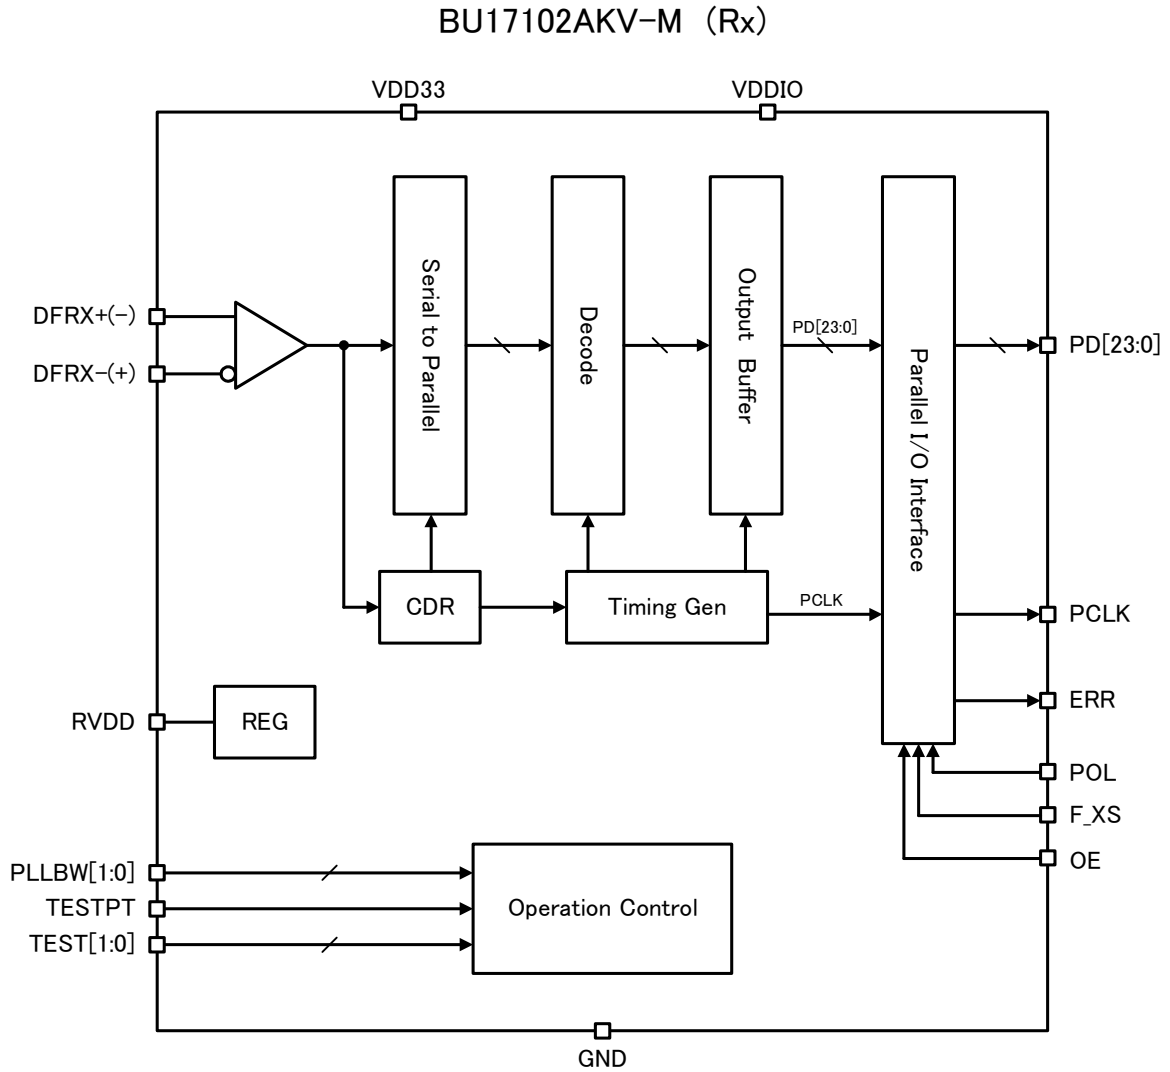 BU17102AKV-M (Rx)
VDD33
VDDIO
DFRX+(-)
DFRX-(+)
Serial to Parallel
Decode
Output Buffer
PD[23:0]
Parallel I/O Interface
PD[23:0]
CDR
Timing Gen
PCLK
PCLK
ERR
RVDD
REG
POL
F_XS
OE
PLLBW[1:0]
TESTPT
TEST[1:0]
Operation Control
GND